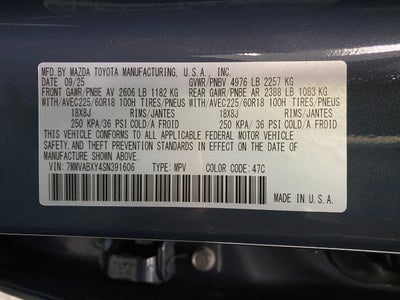 MFD.BY MAZDA TOYOTA MANUFACTURING, U.S.A., INC.
DATE 09/25 GVWR/PNBV 4976 LB 2257 KG
FRONT GAWR/PNBE AV 2606 LB 1182 KG REAR GAWR/PNBE AR 2388 LB 1083 KG
WITH/AVEC225/60R18 100H TIRES/PNEUS WITH/AVEC225/60R18 100H TIRES/PNEUS
18X8J RIMS/JANTES 18X8J RIMS/JANTES
250 KPA/36 PSI COLD/A FROID 250 KPA/36 PSI COLD/A FROID
THIS VEHICLE CONFORMS TO ALL APPLICABLE FEDERAL MOTOR VEHICLE
SAFETY, AND THEFT PREVENTION STANDARDS IN EFFECT ON THE DATE
OF MANUFACTURE SHOWN ABOVE.
VIN: 7MMVABXY4SN391606 TYPE: MPV COLOR CODE: 47C
MADE IN U.S.A.